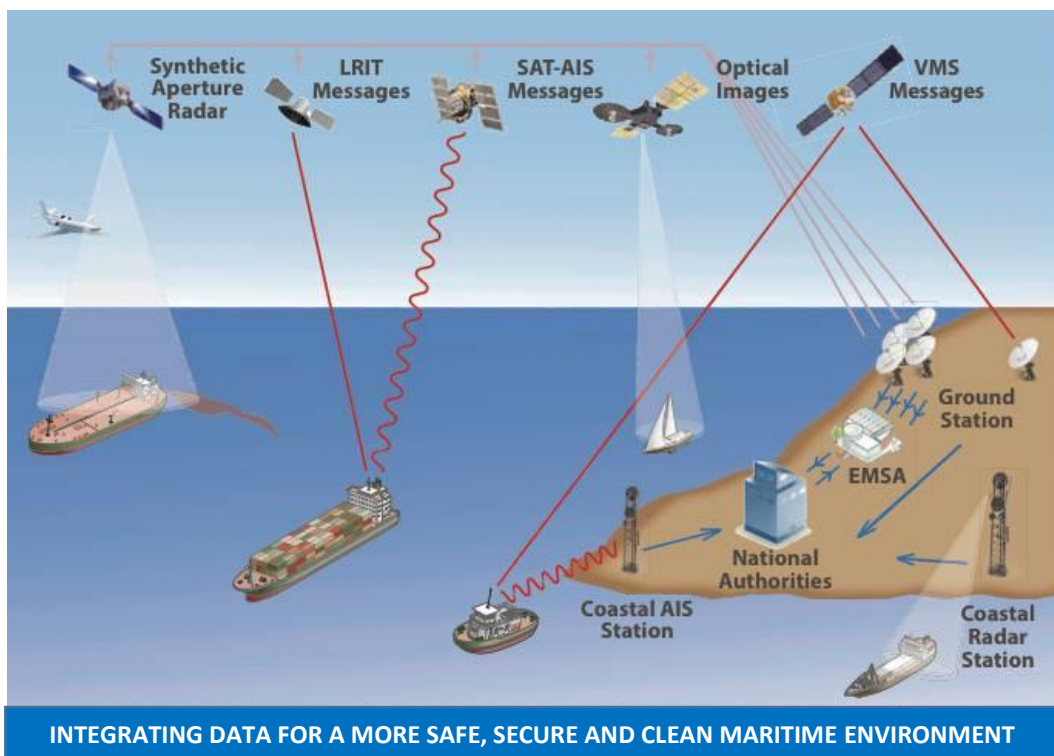 Synthetic
Aperture
Radar
LRIT
Messages
SAT-AIS
Messages
Optical
Images
VMS
Messages
Ground
Station
EMSA
National
Authorities
Coastal AIS
Station
Coastal
Radar
Station
INTEGRATING DATA FOR A MORE SAFE, SECURE AND CLEAN MARITIME ENVIRONMENT